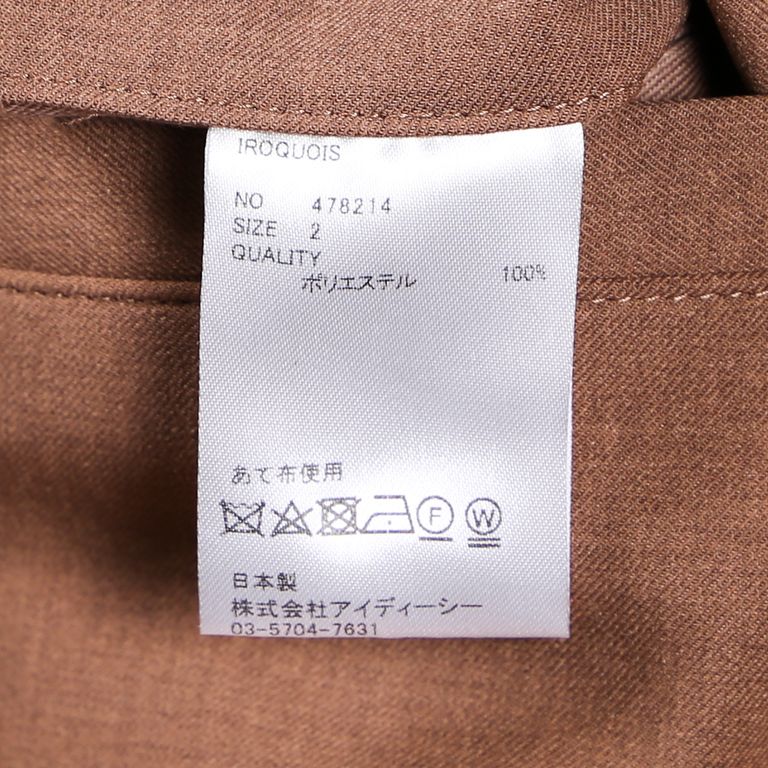 IROQUOIS
NO 478214
SIZE 2
QUALITY
ポリエステル 100%
あて布使用
F W
日本製
株式会社アイディーシー
03-5704-7631